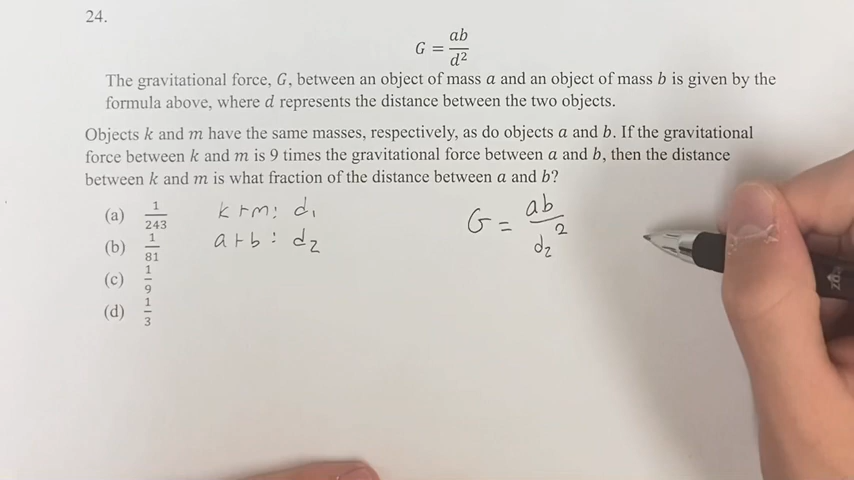 24.
G = ab/d²
The gravitational force, G, between an object of mass a and an object of mass b is given by the
formula above, where d represents the distance between the two objects.
Objects k and m have the same masses, respectively, as do objects a and b. If the gravitational
force between k and m is 9 times the gravitational force between a and b, then the distance
between k and m is what fraction of the distance between a and b?
(a) 1/243
(b) 1/81
(c) 1/9
(d) 1/3
k + m: d₁
a + b: d₂
G = ab/d₂²